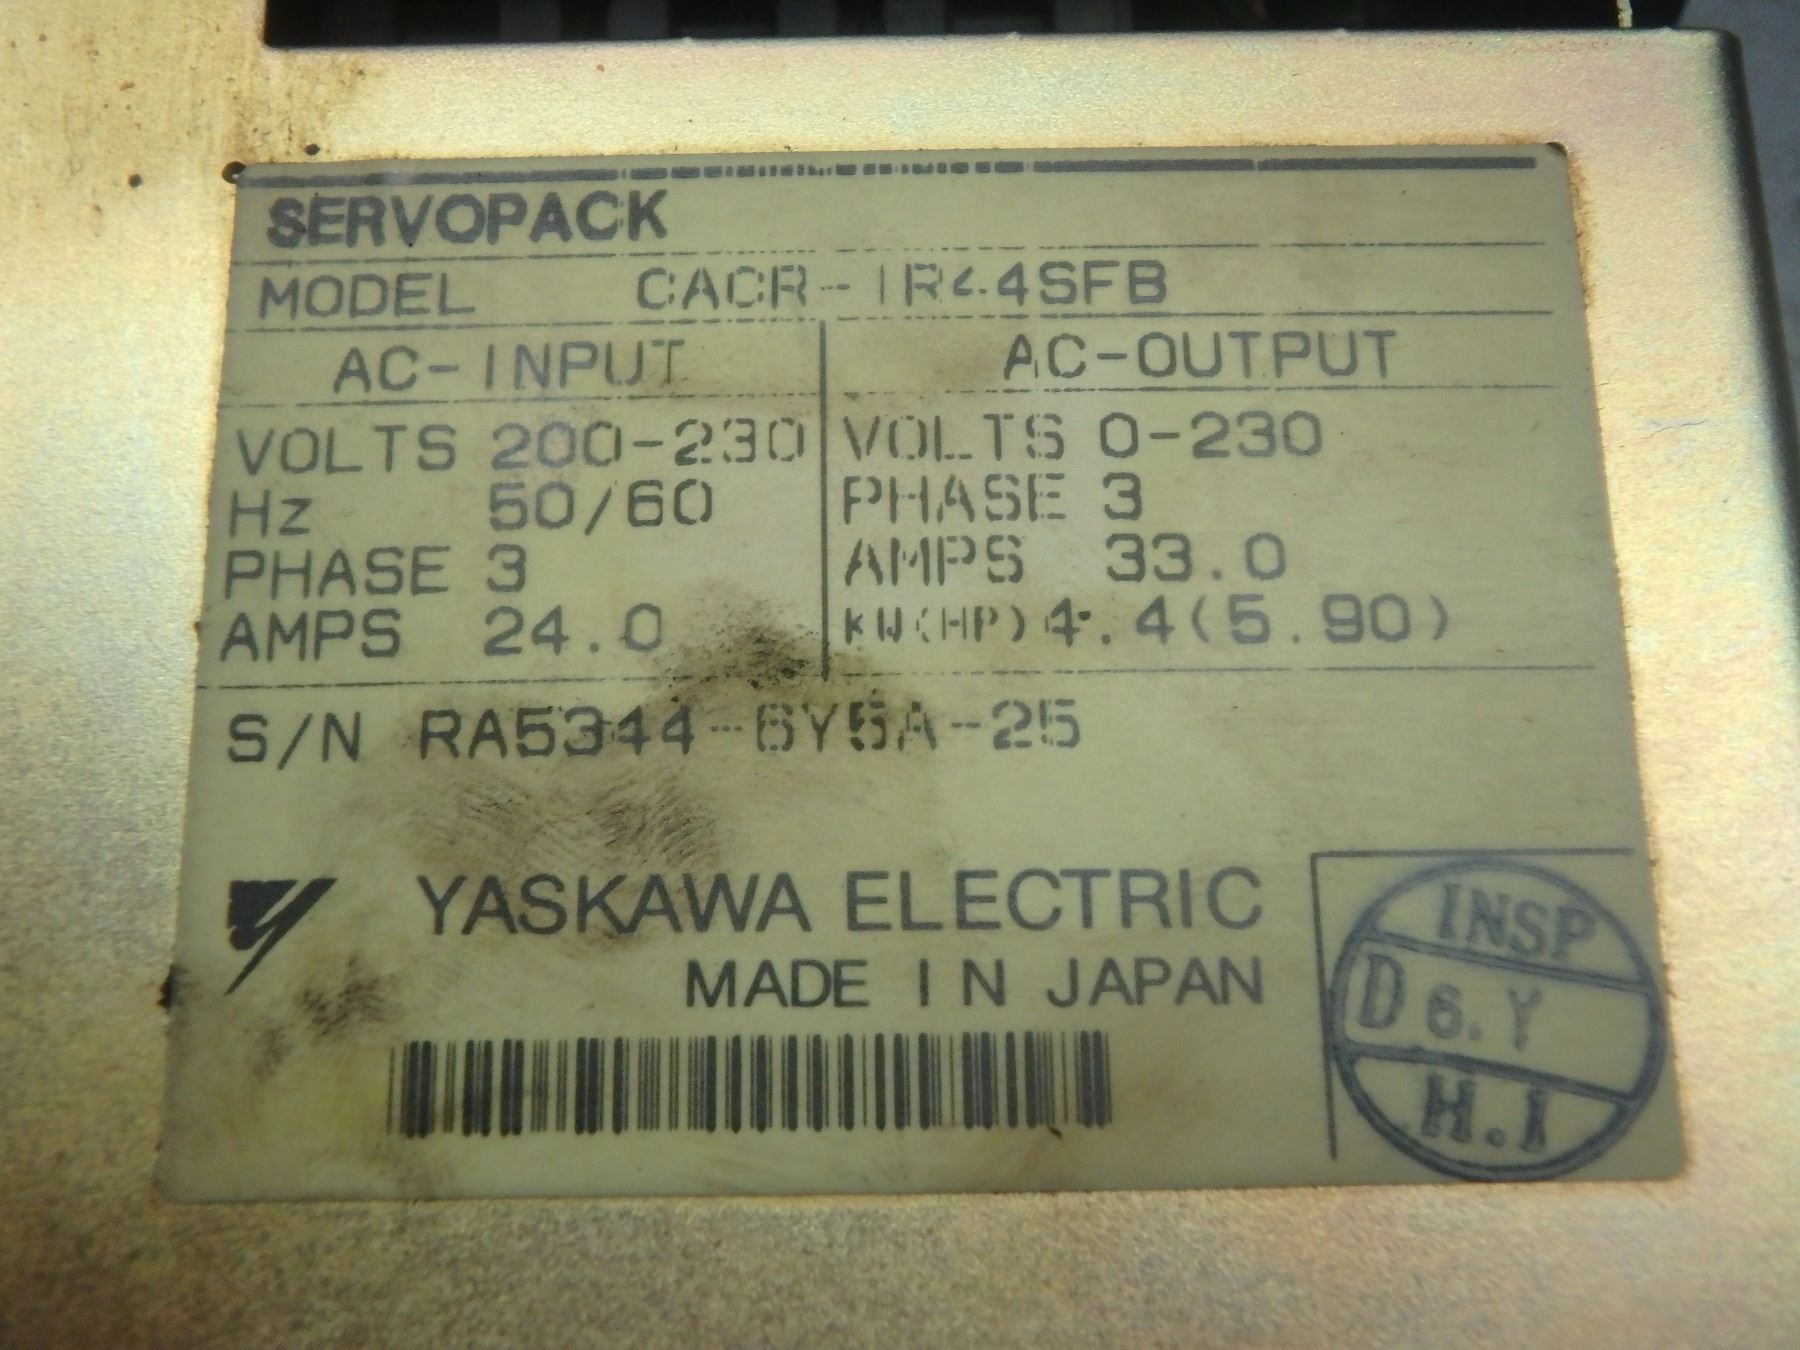 SERVOPACK
MODEL CACR-IR44SFB
AC-INPUT AC-OUTPUT
VOLTS 200-230 VOLTS 0-230
Hz 50/60 PHASE 3
PHASE 3 AMPS 33.0
AMPS 24.0 KW(HP) 4.4(5.90)
S/N RA5344-6Y5A-25
YASKAWA ELECTRIC
MADE IN JAPAN
INSP
D 6.Y
H.I